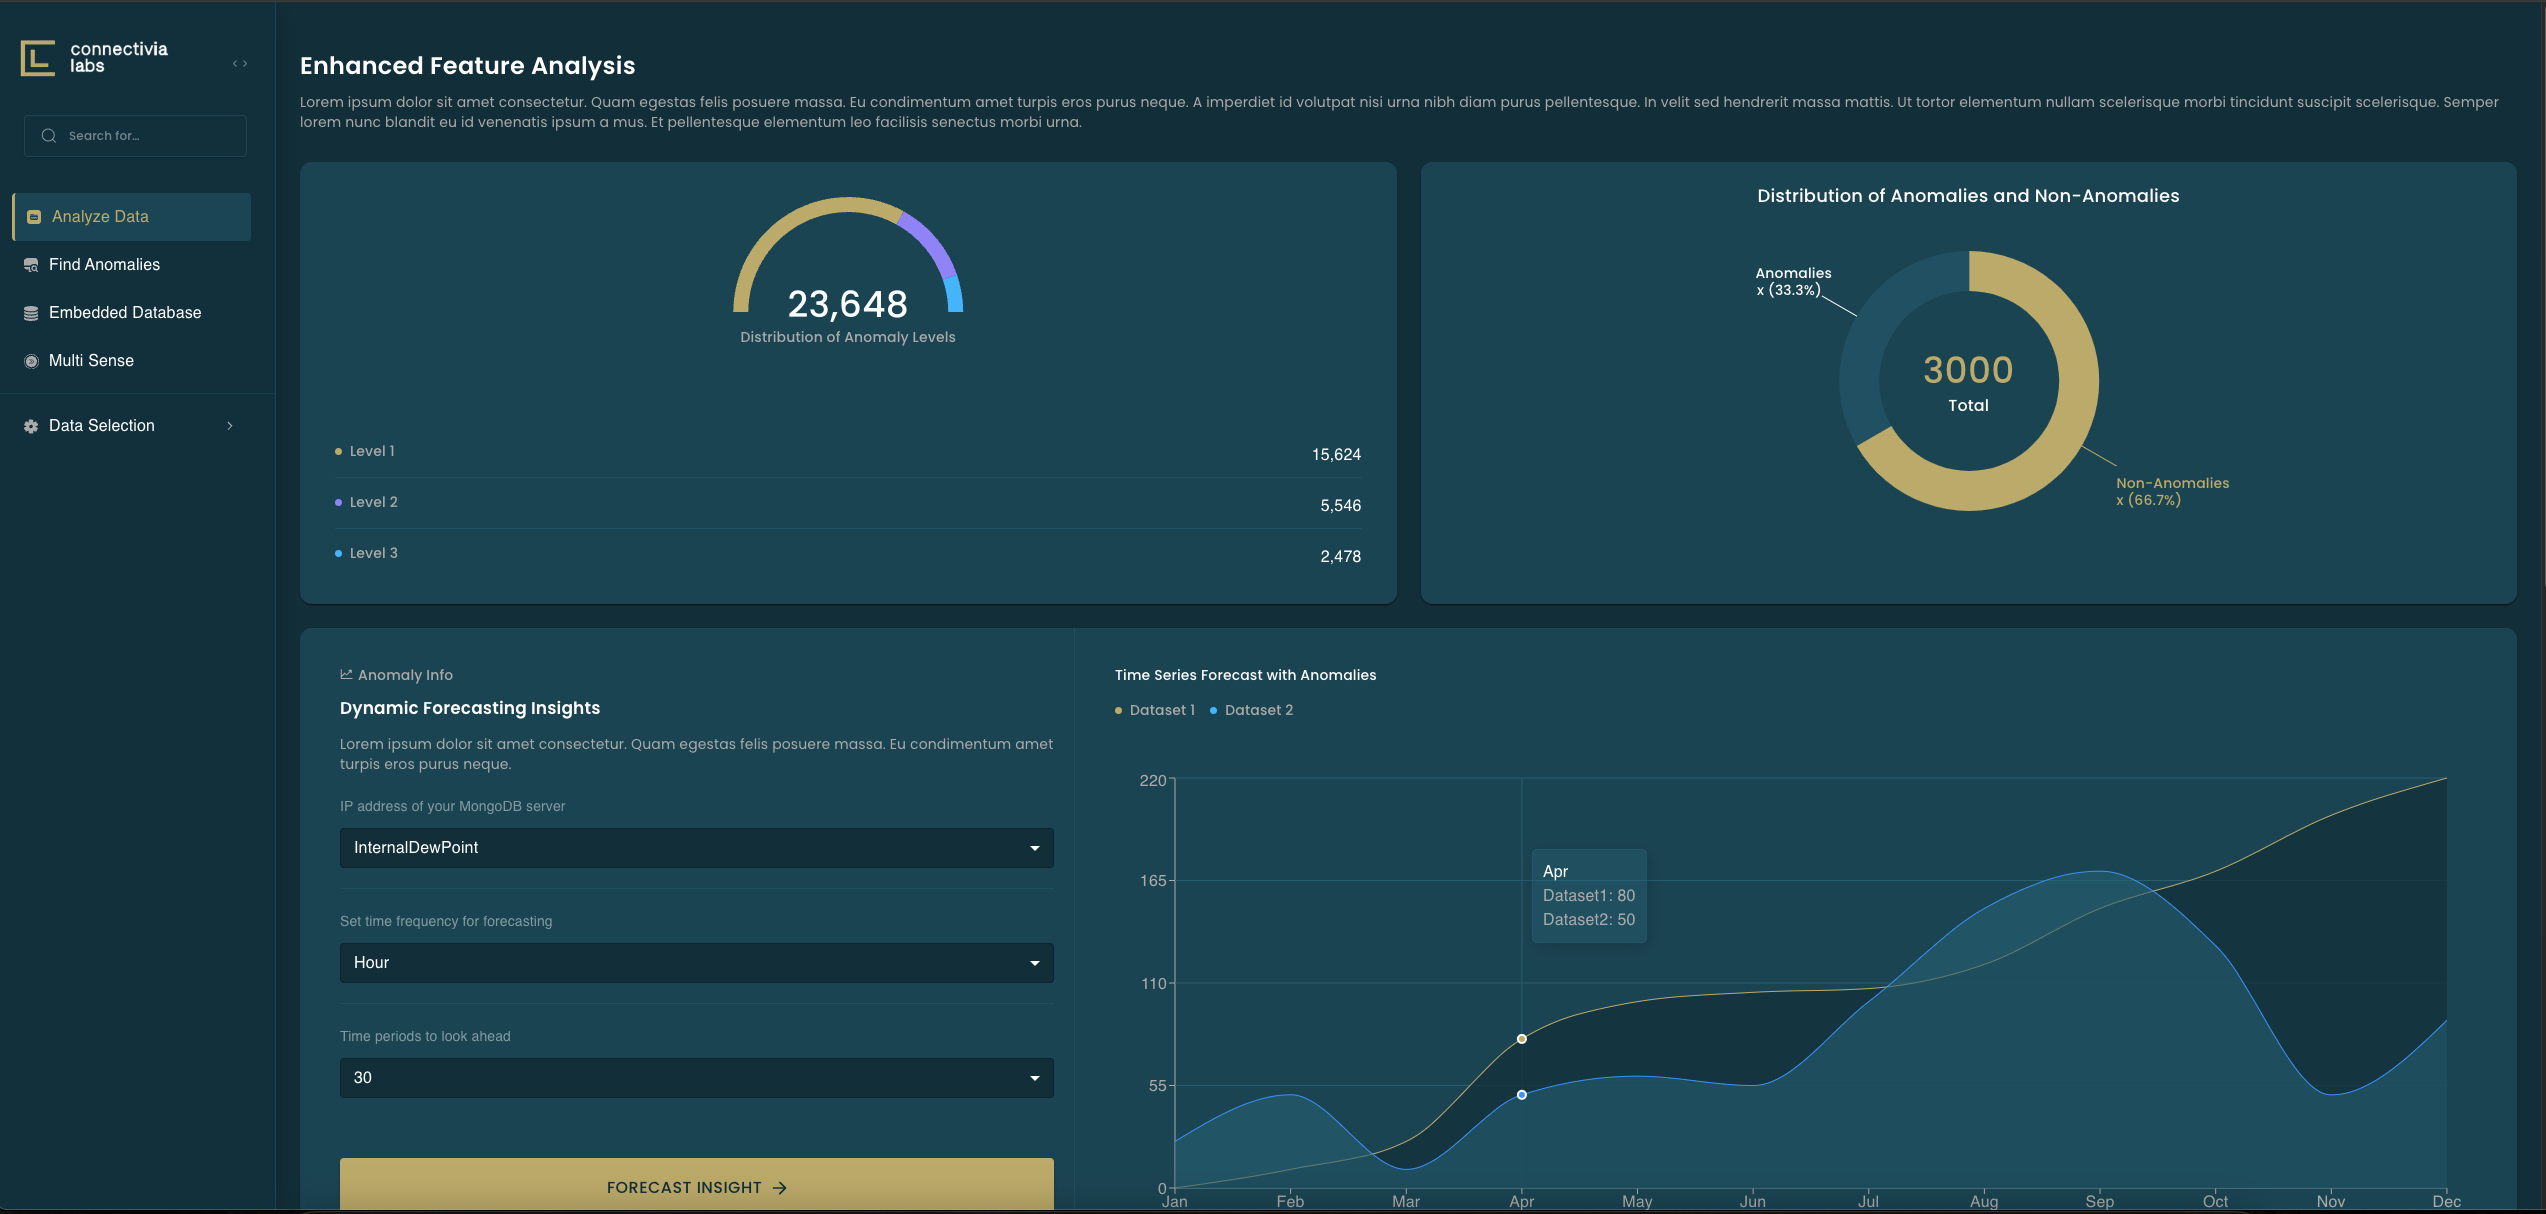 connectivia
labs
Search for...
Analyze Data
Find Anomalies
Embedded Database
Multi Sense
Data Selection
Enhanced Feature Analysis
Lorem ipsum dolor sit amet consectetur. Quam egestas felis posuere massa. Eu condimentum amet turpis eros purus neque. A imperdiet id volutpat nisi urna nibh diam purus pellentesque. In velit sed hendrerit massa mattis. Ut tortor elementum nullam scelerisque morbi tincidunt suscipit scelerisque. Semper
lorem nunc blandit eu id venenatis ipsum a mus. Et pellentesque elementum leo facilisis senectus morbi urna.
23,648
Distribution of Anomaly Levels
Level 1 15,624
Level 2 5,546
Level 3 2,478
Distribution of Anomalies and Non-Anomalies
Anomalies
x (33.3%)
3000
Total
Non-Anomalies
x (66.7%)
Anomaly Info
Dynamic Forecasting Insights
Lorem ipsum dolor sit amet consectetur. Quam egestas felis posuere massa. Eu condimentum amet
turpis eros purus neque.
IP address of your MongoDB server
InternalDewPoint
Set time frequency for forecasting
Hour
Time periods to look ahead
30
FORECAST INSIGHT
Time Series Forecast with Anomalies
Dataset 1 Dataset 2
220
165
110
55
0
Apr
Dataset1: 80
Dataset2: 50
Jan Feb Mar Apr May Jun Jul Aug Sep Oct Nov Dec